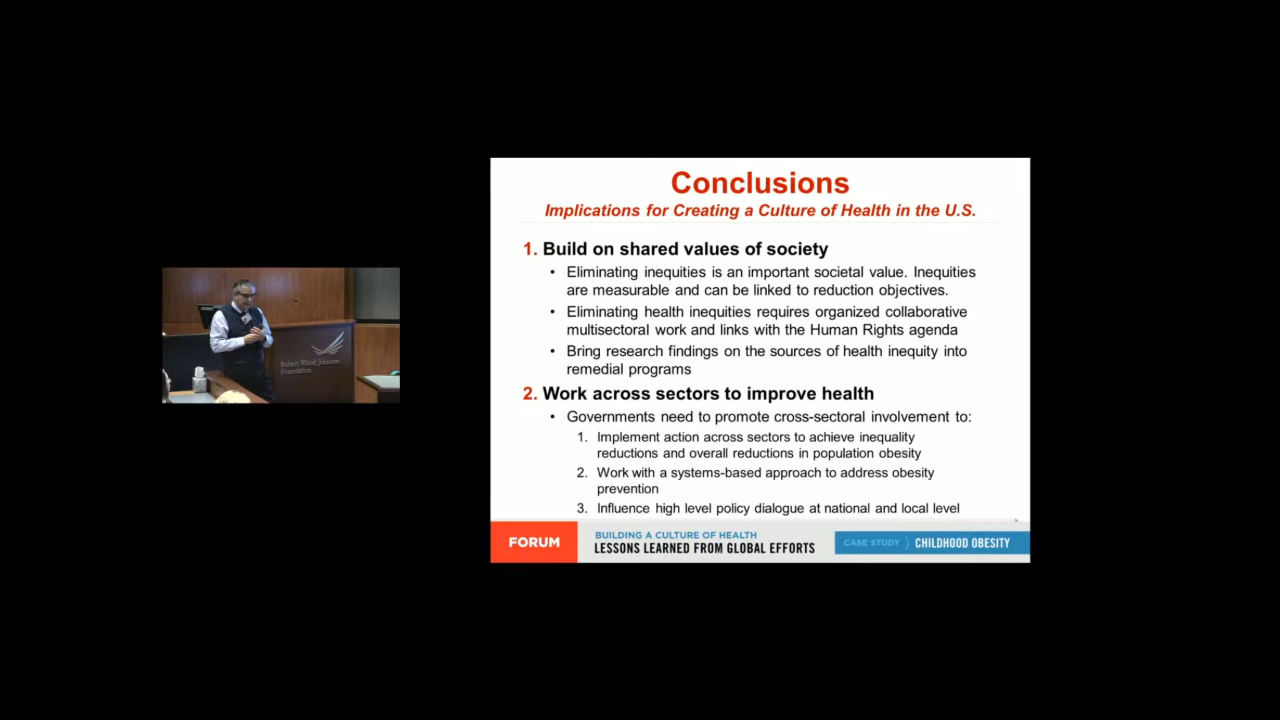 Conclusions
Implications for Creating a Culture of Health in the U.S.
1. Build on shared values of society
• Eliminating inequities is an important societal value. Inequities
are measurable and can be linked to reduction objectives.
• Eliminating health inequities requires organized collaborative
multisectoral work and links with the Human Rights agenda
• Bring research findings on the sources of health inequity into
remedial programs
2. Work across sectors to improve health
• Governments need to promote cross-sectoral involvement to:
1. Implement action across sectors to achieve inequality
reductions and overall reductions in population obesity
2. Work with a systems-based approach to address obesity
prevention
3. Influence high level policy dialogue at national and local level
FORUM
BUILDING A CULTURE OF HEALTH
LESSONS LEARNED FROM GLOBAL EFFORTS
CASE STUDY > CHILDHOOD OBESITY
Robert Wood Johnson
Foundation